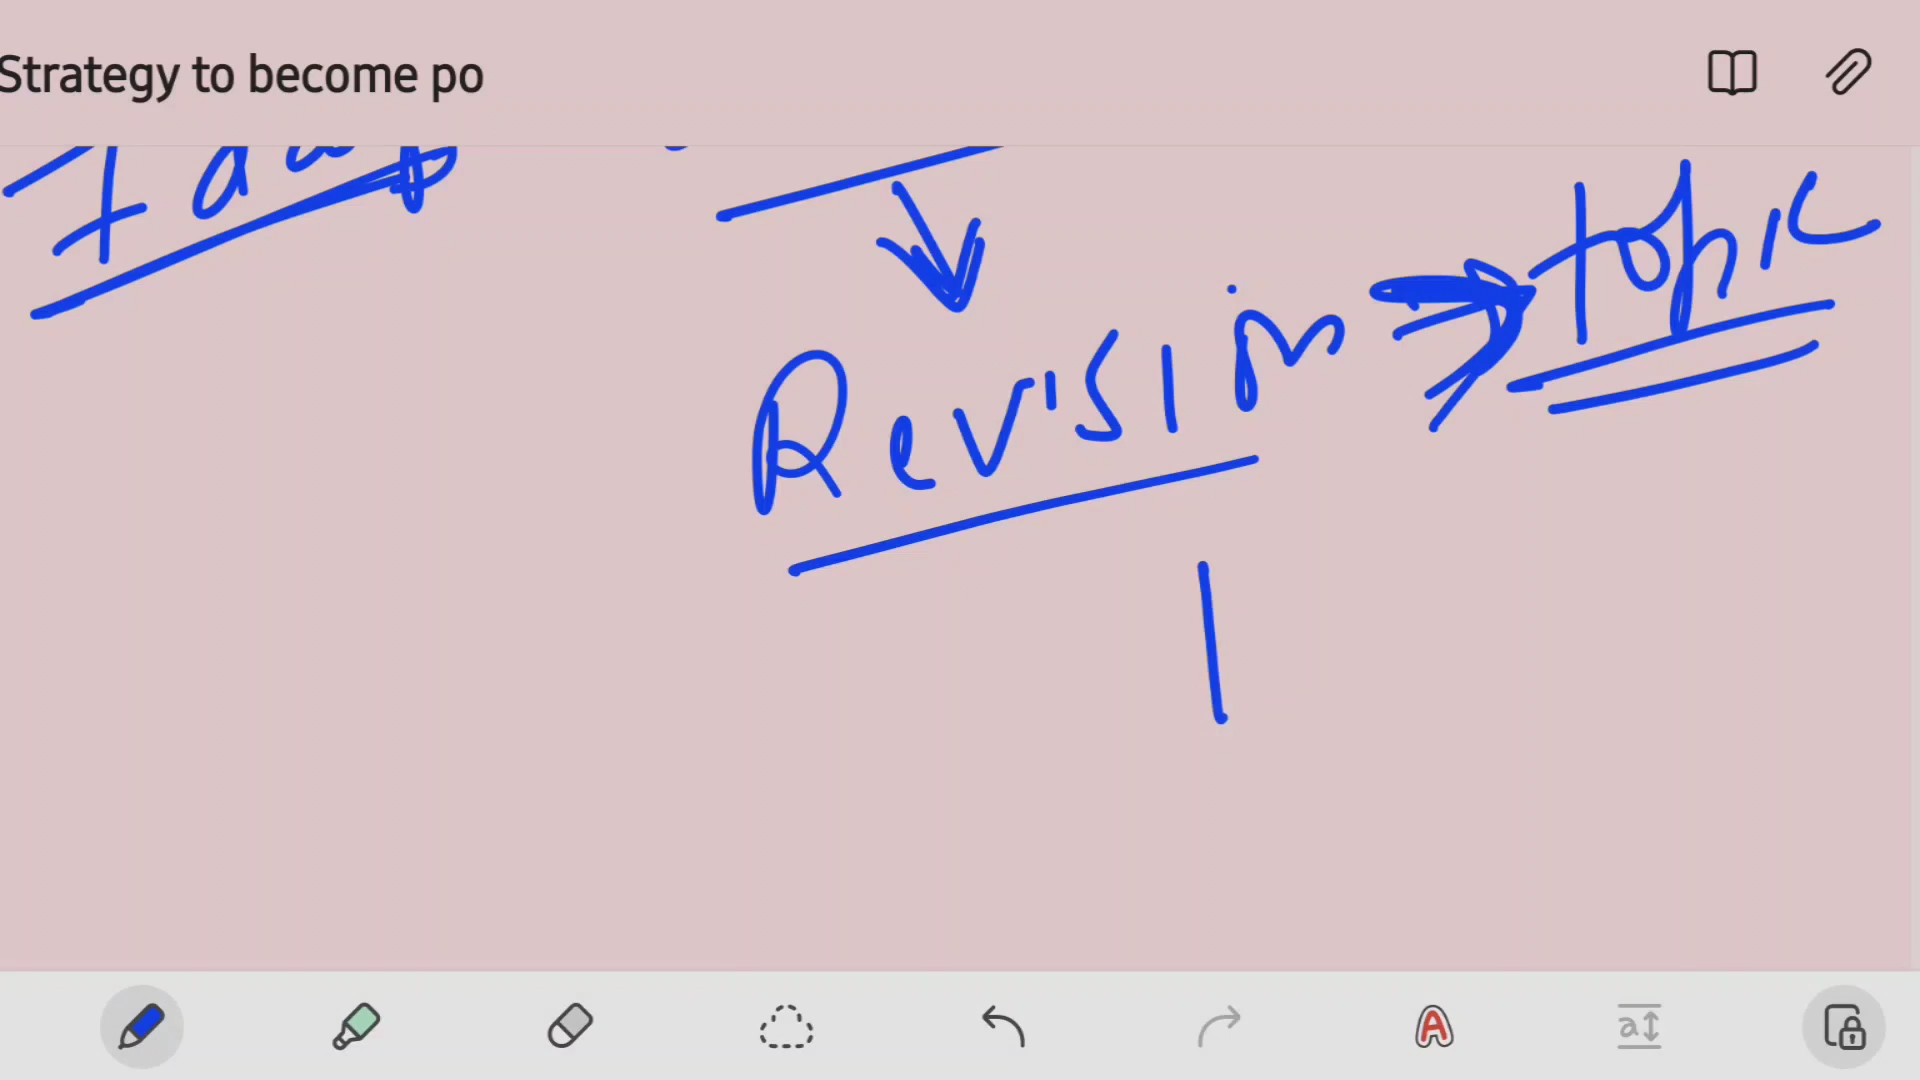 Strategy to become po
topic
Revision